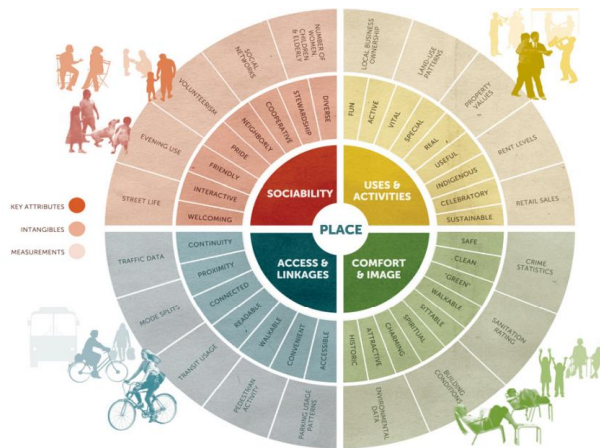 NUMBER OF
WOMEN,
CHILDREN
& ELDERLY
SOCIAL
NETWORKS
VOLUNTEERISM
EVENING USE
STREET LIFE
LOCAL BUSINESS
OWNERSHIP
LAND-USE
PATTERNS
PROPERTY
VALUES
RENT LEVELS
RETAIL SALES
DIVERSE
STEWARDSHIP
COOPERATIVE
NEIGHBORLY
PRIDE
FRIENDLY
INTERACTIVE
WELCOMING
FUN
ACTIVE
VITAL
SPECIAL
REAL
USEFUL
INDIGENOUS
CELEBRATORY
SUSTAINABLE
SOCIABILITY
USES &
ACTIVITIES
PLACE
ACCESS &
LINKAGES
COMFORT
& IMAGE
KEY ATTRIBUTES
INTANGIBLES
MEASUREMENTS
CONTINUITY
PROXIMITY
CONNECTED
READABLE
WALKABLE
CONVENIENT
ACCESSIBLE
SAFE
CLEAN
"GREEN"
WALKABLE
SITTABLE
SPIRITUAL
CHARMING
ATTRACTIVE
HISTORIC
TRAFFIC DATA
MODE SPLITS
TRANSIT USAGE
PEDESTRIAN
ACTIVITY
PARKING USAGE
PATTERNS
CRIME
STATISTICS
SANITATION
RATING
BUILDING
CONDITIONS
ENVIRONMENTAL
DATA